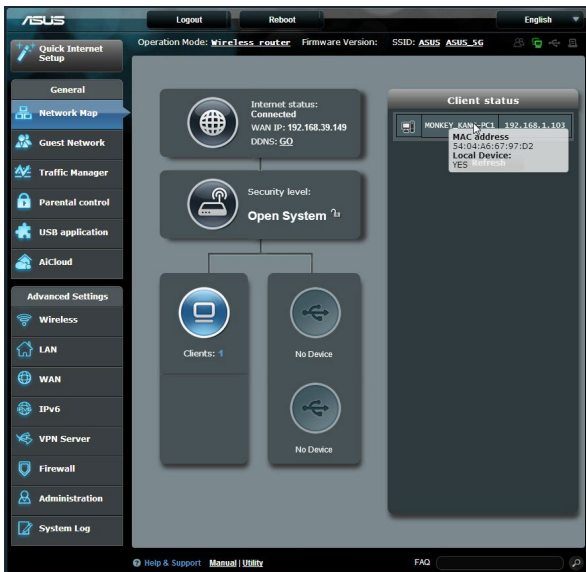 ASUS
Logout
Reboot
English
Quick Internet
Setup
Operation Mode: Wireless router Firmware Version: SSID: ASUS ASUS_5G
General
Network Map
Guest Network
Traffic Manager
Parental control
USB application
AiCloud
Advanced Settings
Wireless
LAN
WAN
IPv6
VPN Server
Firewall
Administration
System Log
Internet status:
Connected
WAN IP: 192.168.39.149
DDNS: GO
Security level:
Open System
Clients: 1
No Device
No Device
Client status
192.168.1.103
MAC address
54:04:A6:67:97:D2
Local Device:
YES
Refresh
Help & Support Manual | Utility
FAQ